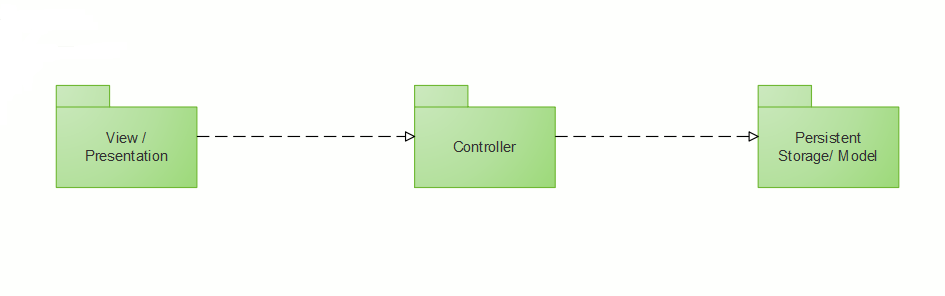 View /
Presentation
Controller
Persistent
Storage/ Model